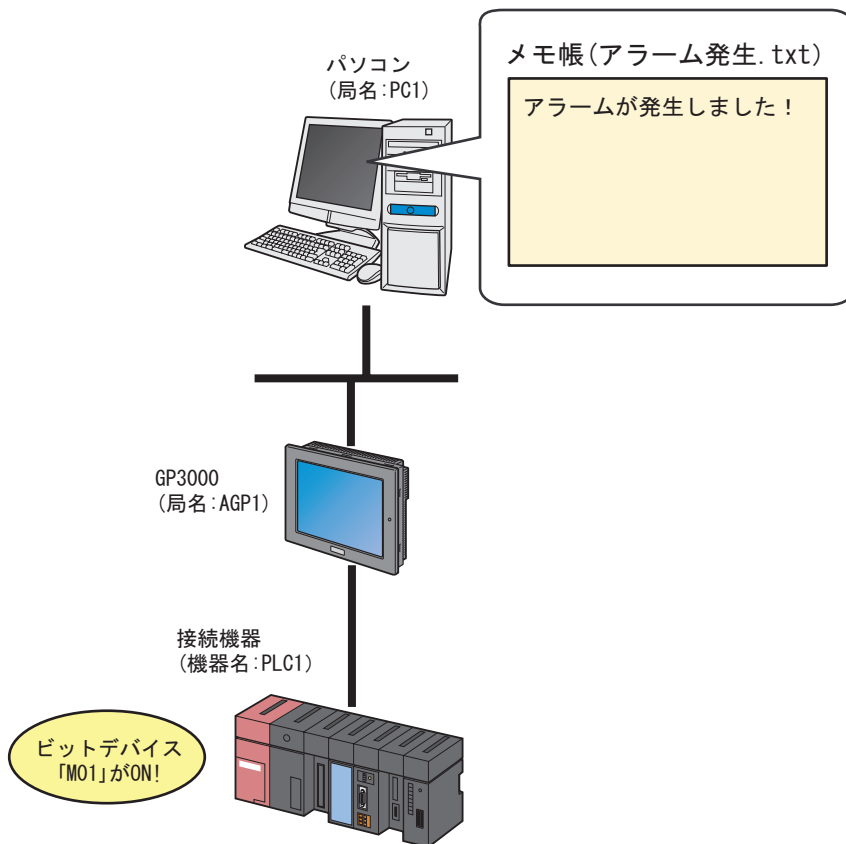 パソコン
(局名:PC1)
メモ帳(アラーム発生.txt)
アラームが発生しました!
GP3000
(局名:AGP1)
接続機器
(機器名:PLC1)
ビットデバイス
「M01」がON!